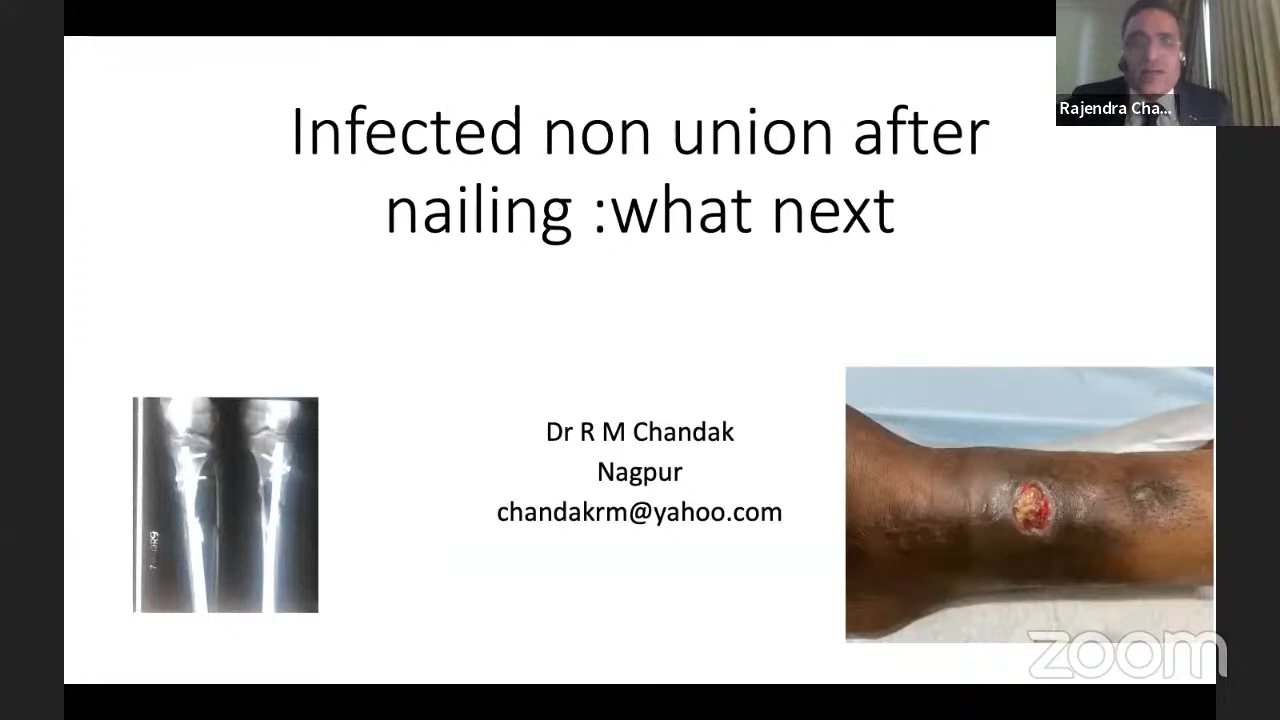 Rajendra Cha...
Infected non union after
nailing :what next
Dr R M Chandak
Nagpur
chandakrm@yahoo.com
zoom